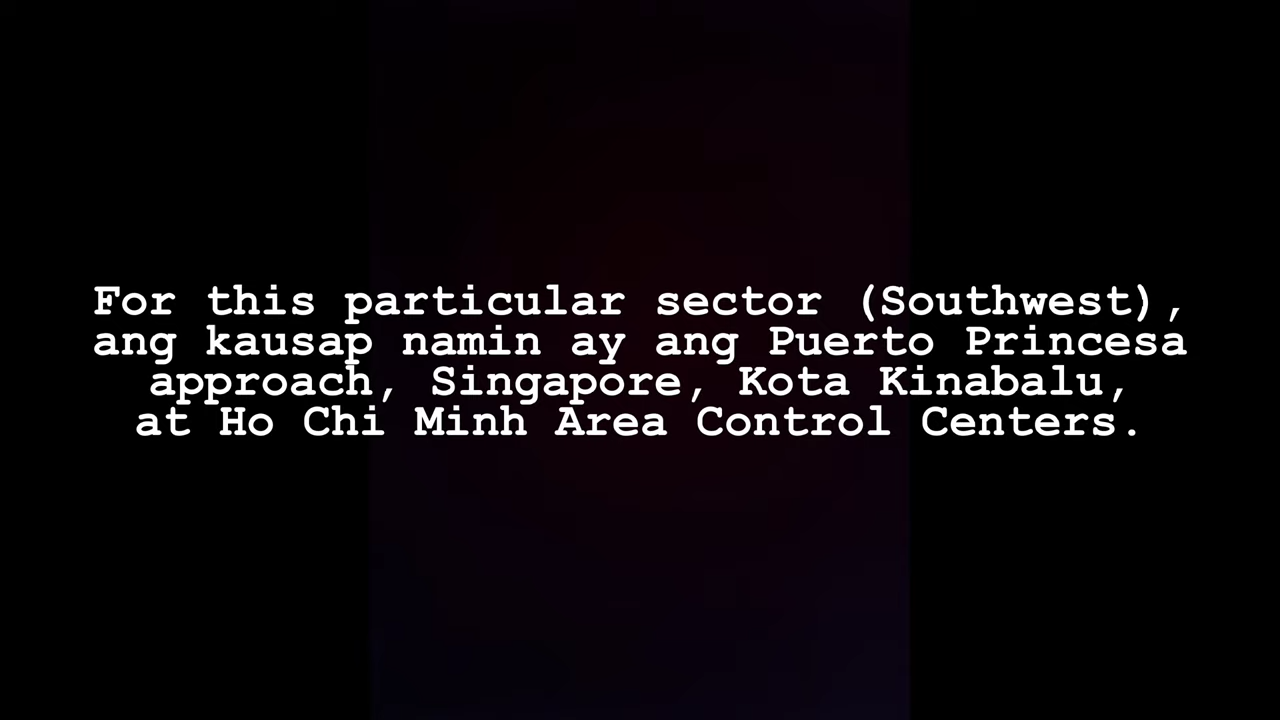 For this particular sector (Southwest),
ang kausap namin ay ang Puerto Princesa
approach, Singapore, Kota Kinabalu,
at Ho Chi Minh Area Control Centers.